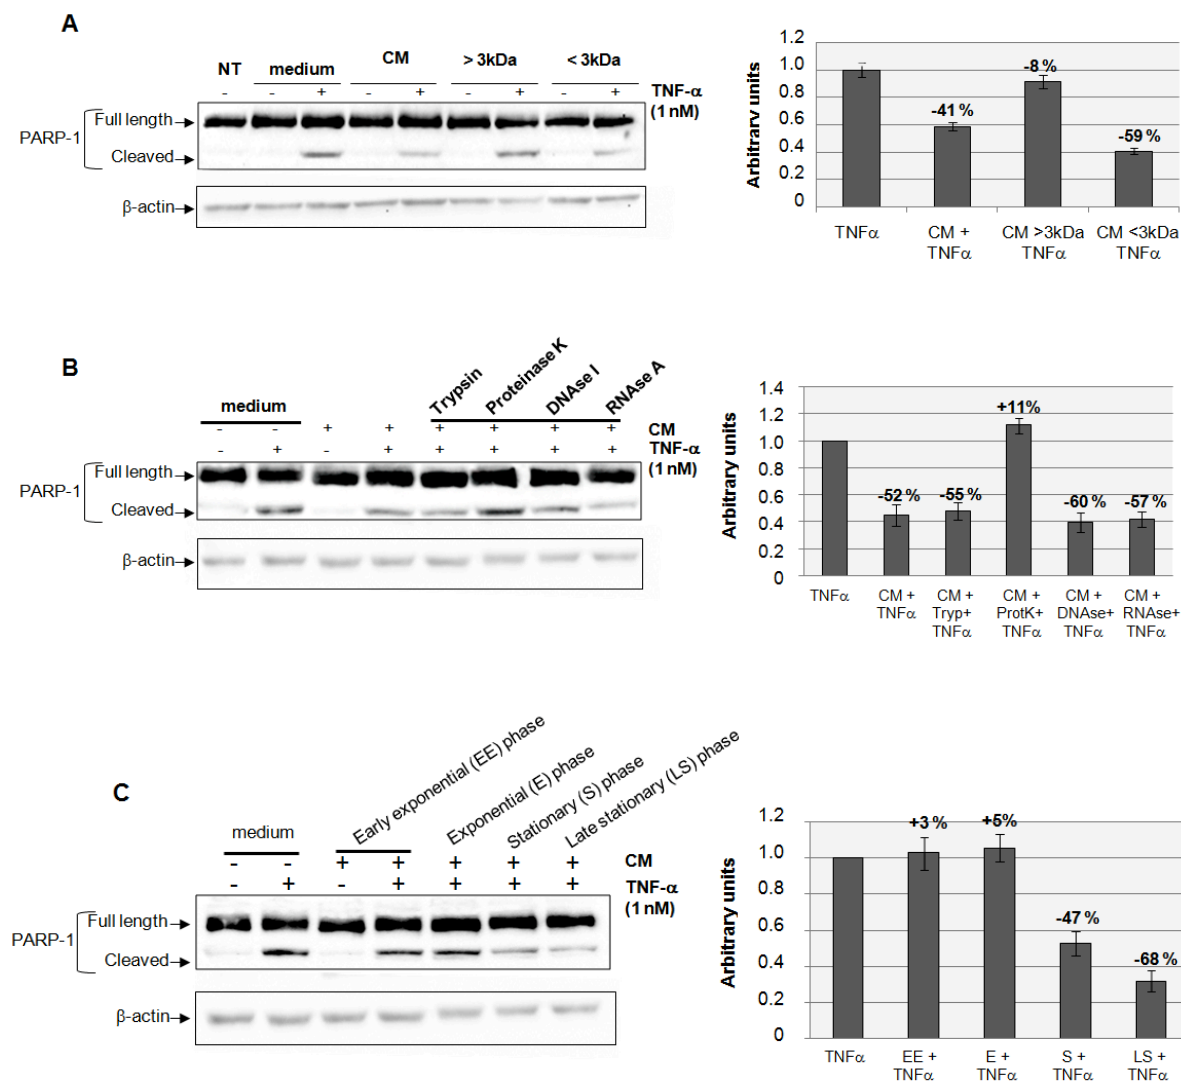 A
NT medium CM > 3kDa < 3kDa
- - + - + - + - + TNF-α
(1 nM)
PARP-1
Full length
Cleaved
β-actin
Arbitrary units
1.2
1.0
0.8
0.6
0.4
0.2
0
-41 %
-8 %
-59 %
TNFα CM + CM >3kDa CM <3kDa
TNFα TNFα TNFα
B
medium Trypsin Proteinase K DNAse I RNAse A
- - + + + + + + CM
- + - + + + + + TNF-α
(1 nM)
PARP-1
Full length
Cleaved
β-actin
Arbitrary units
1.4
1.2
1.0
0.8
0.6
0.4
0.2
0
-52 %
-55 %
+11%
-60 %
-57 %
TNFα CM + CM + CM + CM + CM +
TNFα Tryp+ ProtK+ DNAse+ RNAse+
TNFα TNFα TNFα TNFα
C
medium Early exponential (EE) phase Exponential (E) phase Stationary (S) phase Late stationary (LS) phase
- - + + + + + CM
- + - + + + + TNF-α
(1 nM)
PARP-1
Full length
Cleaved
β-actin
Arbitrary units
1.2
1.0
0.8
0.6
0.4
0.2
0
+3 %
+5%
-47 %
-68 %
TNFα EE + E + S + LS +
TNFα TNFα TNFα TNFα